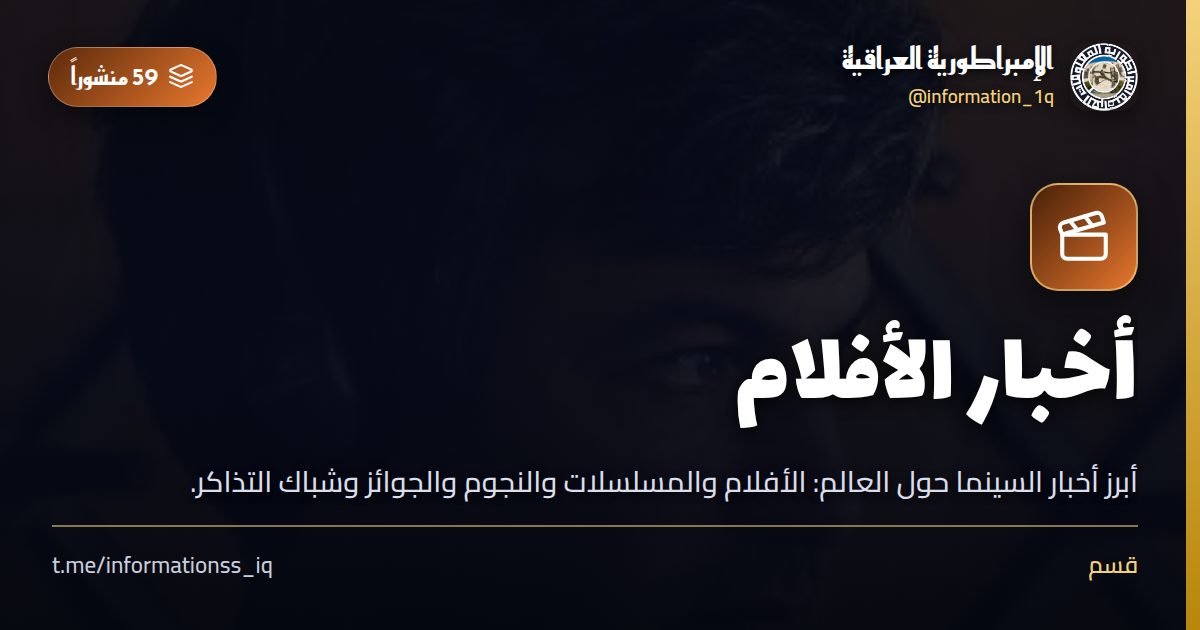 الإمبراطورية العراقية
@information_1q
59 منشوراً
أخبار الأفلام
أبرز أخبار السينما حول العالم: الأفلام والمسلسلات والنجوم والجوائز وشباك التذاكر.
قسم
t.me/informationss_iq